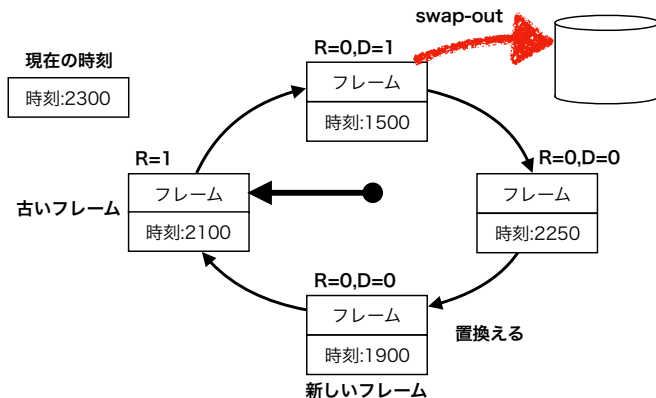 swap-out
R=0,D=1
現在の時刻
時刻:2300
フレーム
時刻:1500
R=1
フレーム
時刻:2100
古いフレーム
R=0,D=0
フレーム
時刻:2250
R=0,D=0
フレーム
時刻:1900
置換える
新しいフレーム